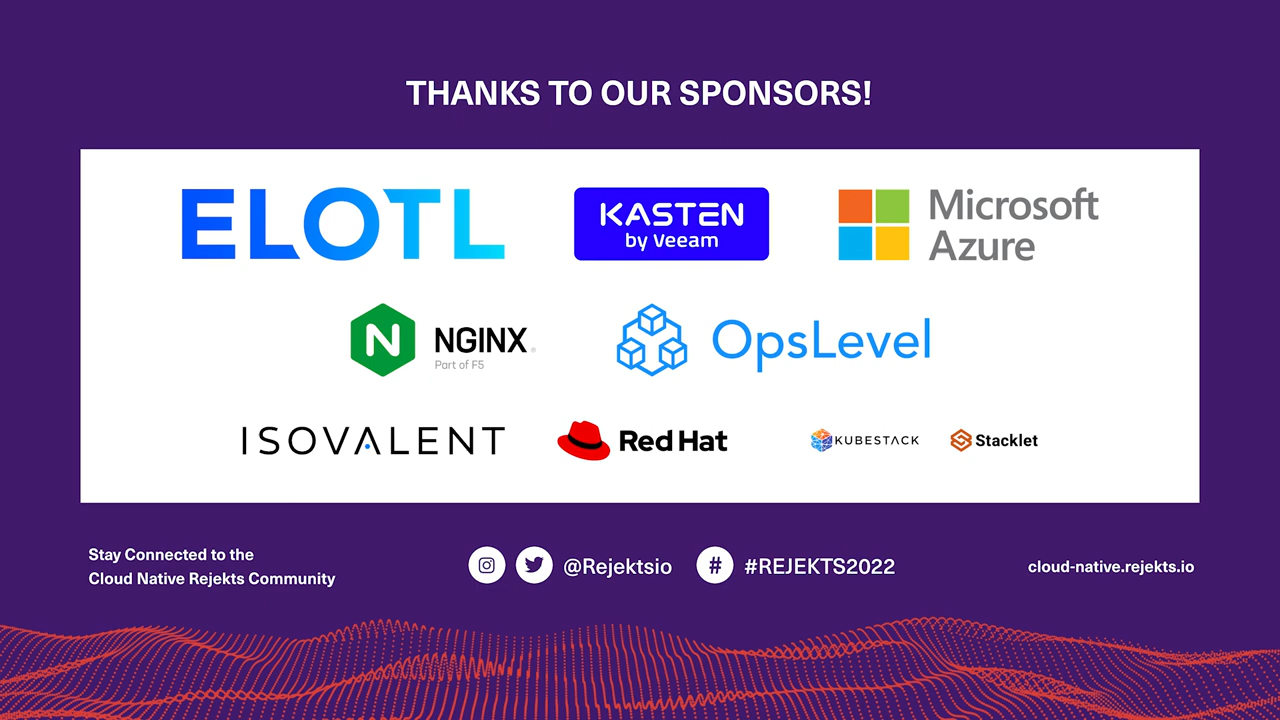 THANKS TO OUR SPONSORS!
ELOTL
KASTEN
by Veeam
Microsoft
Azure
NGINX
Part of F5
OpsLevel
ISOVALENT
Red Hat
KUBESTACK
Stacklet
Stay Connected to the
Cloud Native Rejekts Community
@Rejektsio
# #REJEKTS2022
cloud-native.rejekts.io